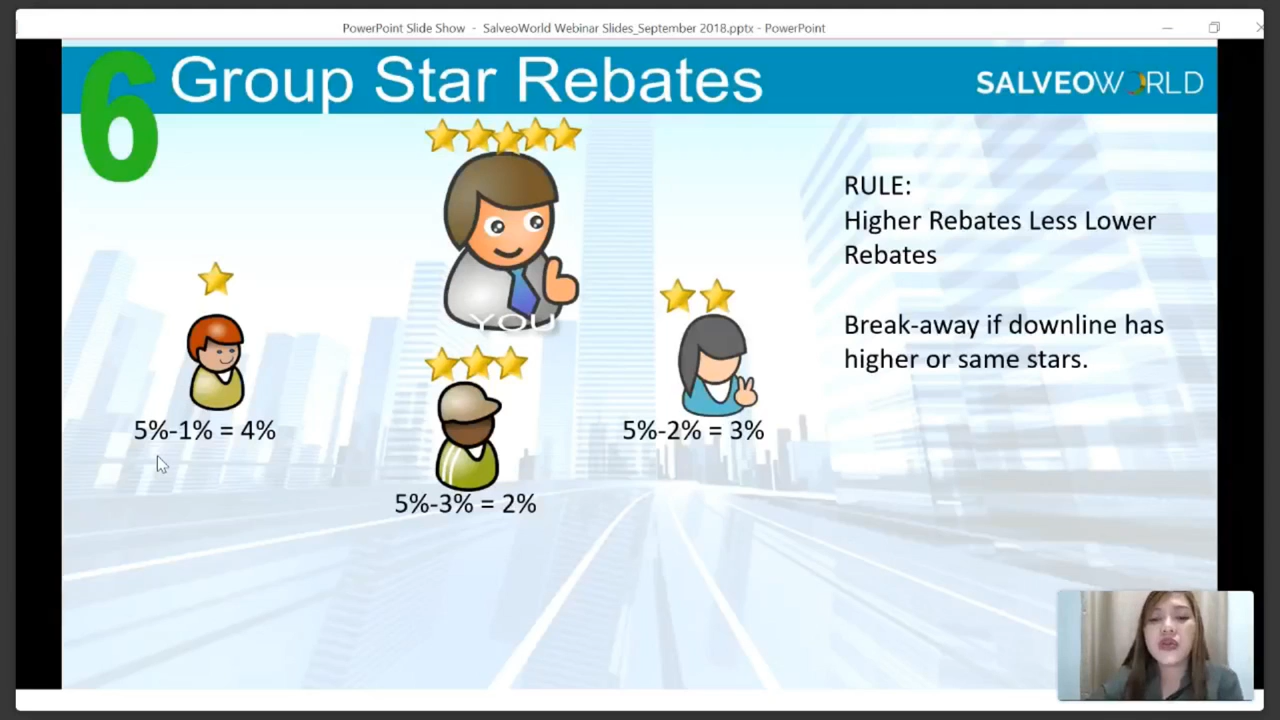 PowerPoint Slide Show - SalveoWorld Webinar Slides_September 2018.pptx - PowerPoint
6 Group Star Rebates
SALVEOWORLD
RULE:
Higher Rebates Less Lower
Rebates
Break-away if downline has
higher or same stars.
YOU
5%-1% = 4%
5%-2% = 3%
5%-3% = 2%